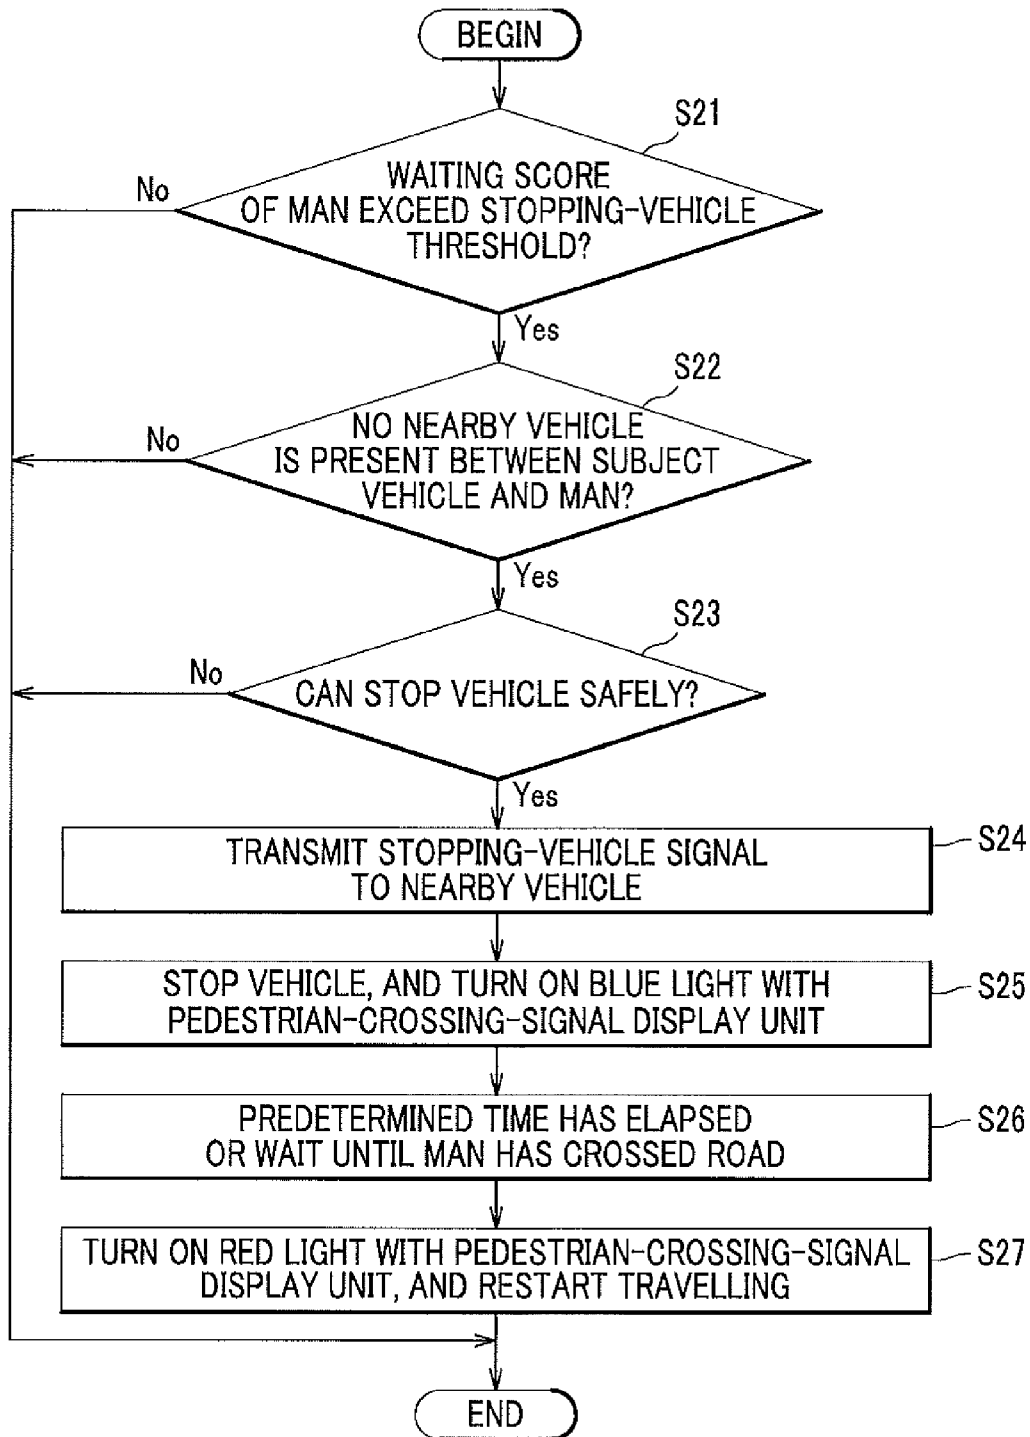 BEGIN
S21
WAITING SCORE
OF MAN EXCEED STOPPING-VEHICLE
THRESHOLD?
No
Yes
S22
NO NEARBY VEHICLE
IS PRESENT BETWEEN SUBJECT
VEHICLE AND MAN?
No
Yes
S23
CAN STOP VEHICLE SAFELY?
No
Yes
S24
TRANSMIT STOPPING-VEHICLE SIGNAL
TO NEARBY VEHICLE
S25
STOP VEHICLE, AND TURN ON BLUE LIGHT WITH
PEDESTRIAN-CROSSING-SIGNAL DISPLAY UNIT
S26
PREDETERMINED TIME HAS ELAPSED
OR WAIT UNTIL MAN HAS CROSSED ROAD
S27
TURN ON RED LIGHT WITH PEDESTRIAN-CROSSING-SIGNAL
DISPLAY UNIT, AND RESTART TRAVELLING
END